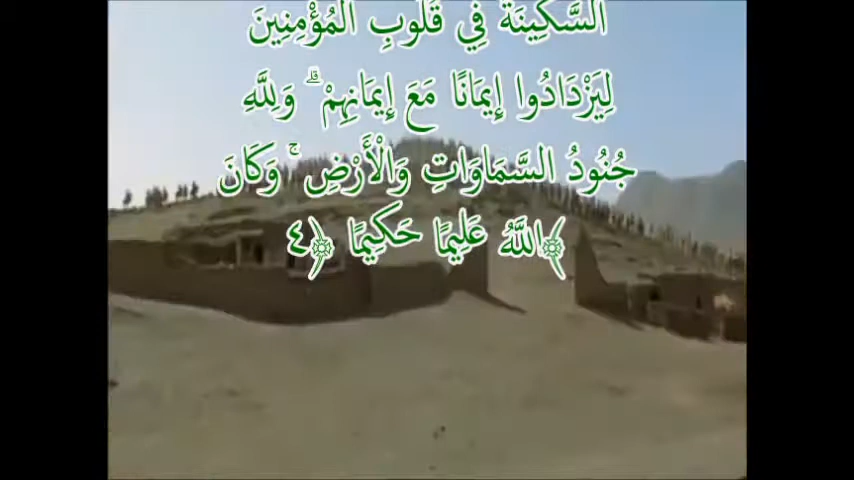 السَّكِينَةَ فِي قُلُوبِ الْمُؤْمِنِينَ
لِيَزْدَادُوا إِيمَانًا مَعَ إِيمَانِهِمْ ۗ وَلِلَّهِ
جُنُودُ السَّمَاوَاتِ وَالْأَرْضِ ۚ وَكَانَ
﴿اللَّهُ عَلِيمًا حَكِيمًا ﴿٤